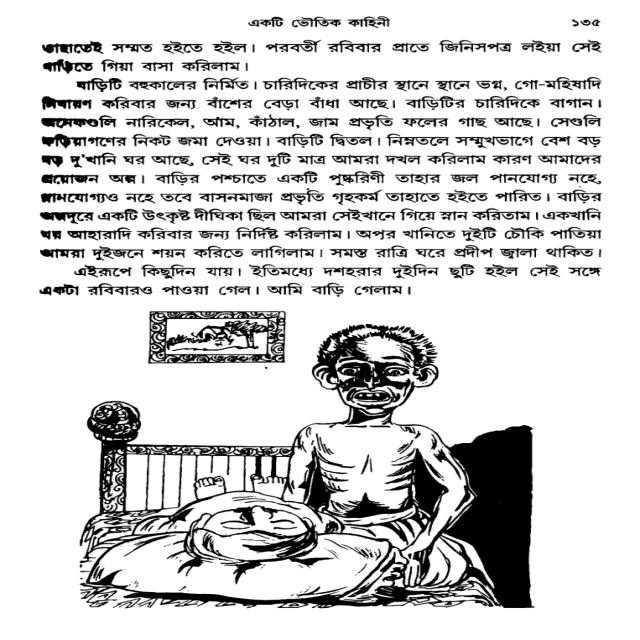 একটি ভৌতিক কাহিনী ১৩৫
তাহাতেই সম্মত হইতে হইল। পরবর্তী রবিবার প্রাতে জিনিসপত্র লইয়া সেই
বাড়িতে গিয়া বাসা করিলাম।
বাড়িটি বহুকালের নির্মিত। চারিদিকের প্রাচীর স্থানে স্থানে ভগ্ন, গো-মহিষাদি
নিবারণ করিবার জন্য বাঁশের বেড়া বাঁধা আছে। বাড়িটির চারিদিকে বাগান।
অনেকগুলি নারিকেল, আম, কাঁঠাল, জাম প্রভৃতি ফলের গাছ আছে। সেগুলি
ফড়িয়াগণের নিকট জমা দেওয়া। বাড়িটি দ্বিতল। নিম্নতলে সম্মুখভাগে বেশ বড়
বড় দু'খানি ঘর আছে, সেই ঘর দুটি মাত্র আমরা দখল করিলাম কারণ আমাদের
প্রয়োজন অল্প। বাড়ির পশ্চাতে একটি পুষ্করিণী তাহার জল পানযোগ্য নহে,
স্নানযোগ্যও নহে তবে বাসনমাজা প্রভৃতি গৃহকর্ম তাহাতে হইতে পারিত। বাড়ির
অল্পদূরে একটি উৎকৃষ্ট দীঘিকা ছিল আমরা সেইখানে গিয়ে স্নান করিতাম। একখানি
ঘর আহারাদি করিবার জন্য নির্দিষ্ট করিলাম। অপর খানিতে দুইটি চৌকি পাতিয়া
আমরা দুইজনে শয়ন করিতে লাগিলাম। সমস্ত রাত্রি ঘরে প্রদীপ জ্বালা থাকিত।
এইরূপে কিছুদিন যায়। ইতিমধ্যে দশহরার দুইদিন ছুটি হইল সেই সঙ্গে
একটা রবিবারও পাওয়া গেল। আমি বাড়ি গেলাম।